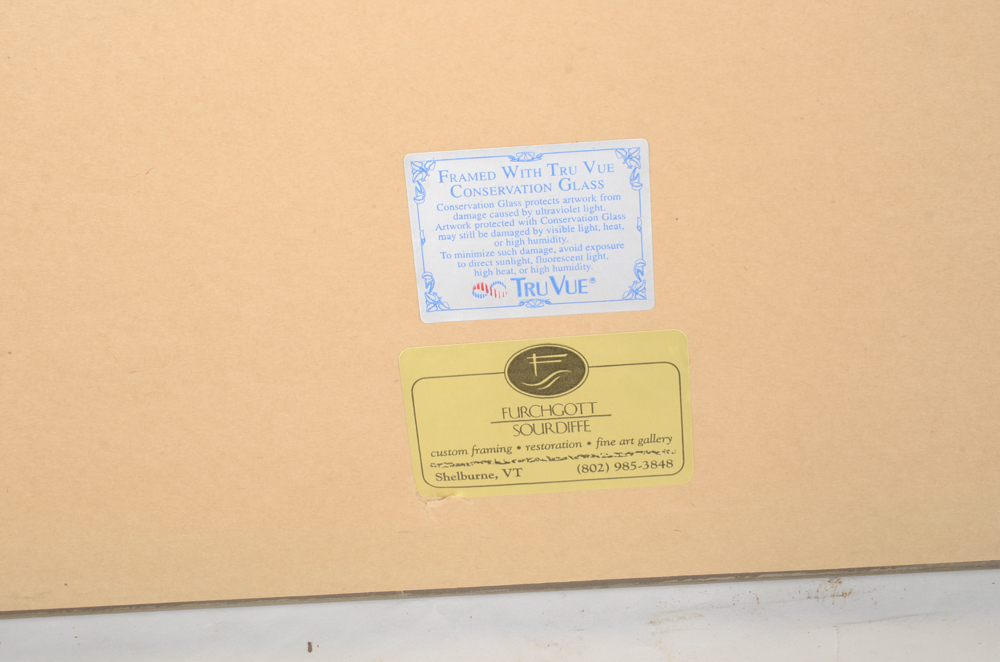 FRAMED WITH TRU VUE
CONSERVATION GLASS
Conservation Glass protects artwork from
damage caused by ultraviolet light.
Artwork protected with Conservation Glass
may still be damaged by visible light, heat,
or high humidity.
To minimize such damage, avoid exposure
to direct sunlight, fluorescent light,
high heat, or high humidity.
TRU VUE®
FURCHGOTT
SOURDIFFE
custom framing • restoration • fine art gallery
Shelburne, VT (802) 985-3848